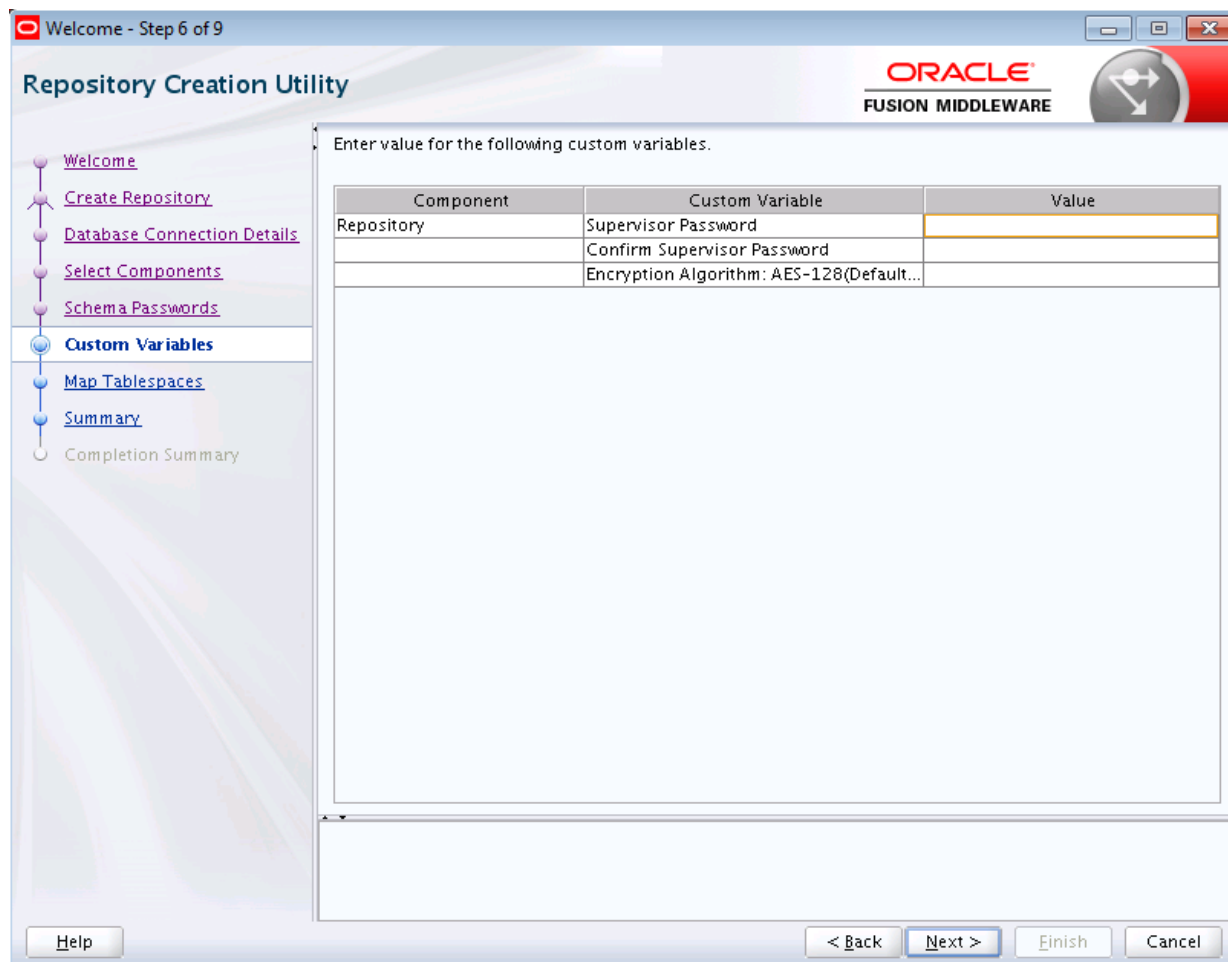 Welcome - Step 6 of 9
Repository Creation Utility
ORACLE®
FUSION MIDDLEWARE
Welcome
Create Repository
Database Connection Details
Select Components
Schema Passwords
Custom Variables
Map Tablespaces
Summary
Completion Summary
Enter value for the following custom variables.
Component Custom Variable Value
Repository Supervisor Password
Confirm Supervisor Password
Encryption Algorithm: AES-128(Default...
Help < Back Next > Finish Cancel